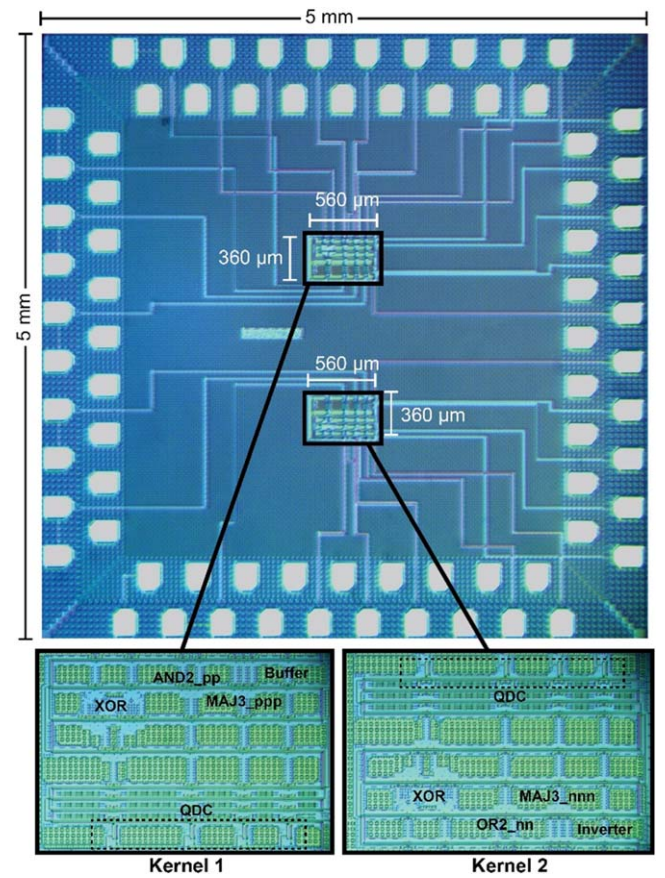 5 mm
5 mm
560 μm
360 μm
560 μm
360 μm
AND2_pp
Buffer
XOR
MAJ3_ppp
QDC
QDC
XOR
MAJ3_nnn
OR2_nn
Inverter
Kernel 1
Kernel 2